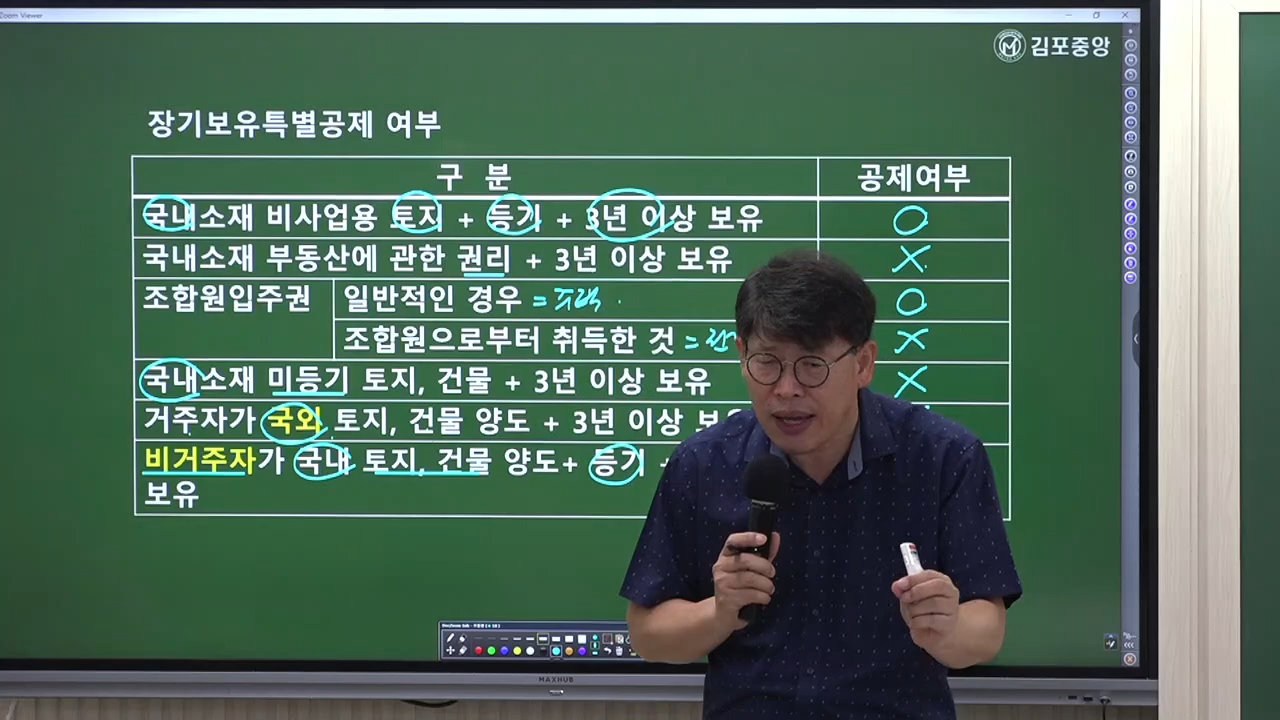 Zoom Viewer
김포중앙
장기보유특별공제 여부
구 분 공제여부
국내소재 비사업용 토지 + 등기 + 3년 이상 보유 O
국내소재 부동산에 관한 권리 + 3년 이상 보유 X
조합원입주권 일반적인 경우 = 주택 O
조합원으로부터 취득한 것 = X
국내소재 미등기 토지, 건물 + 3년 이상 보유 X
거주자가 국외 토지, 건물 양도 + 3년 이상
비거주자가 국내 토지, 건물 양도+ 등기 +
보유
MAXHUB